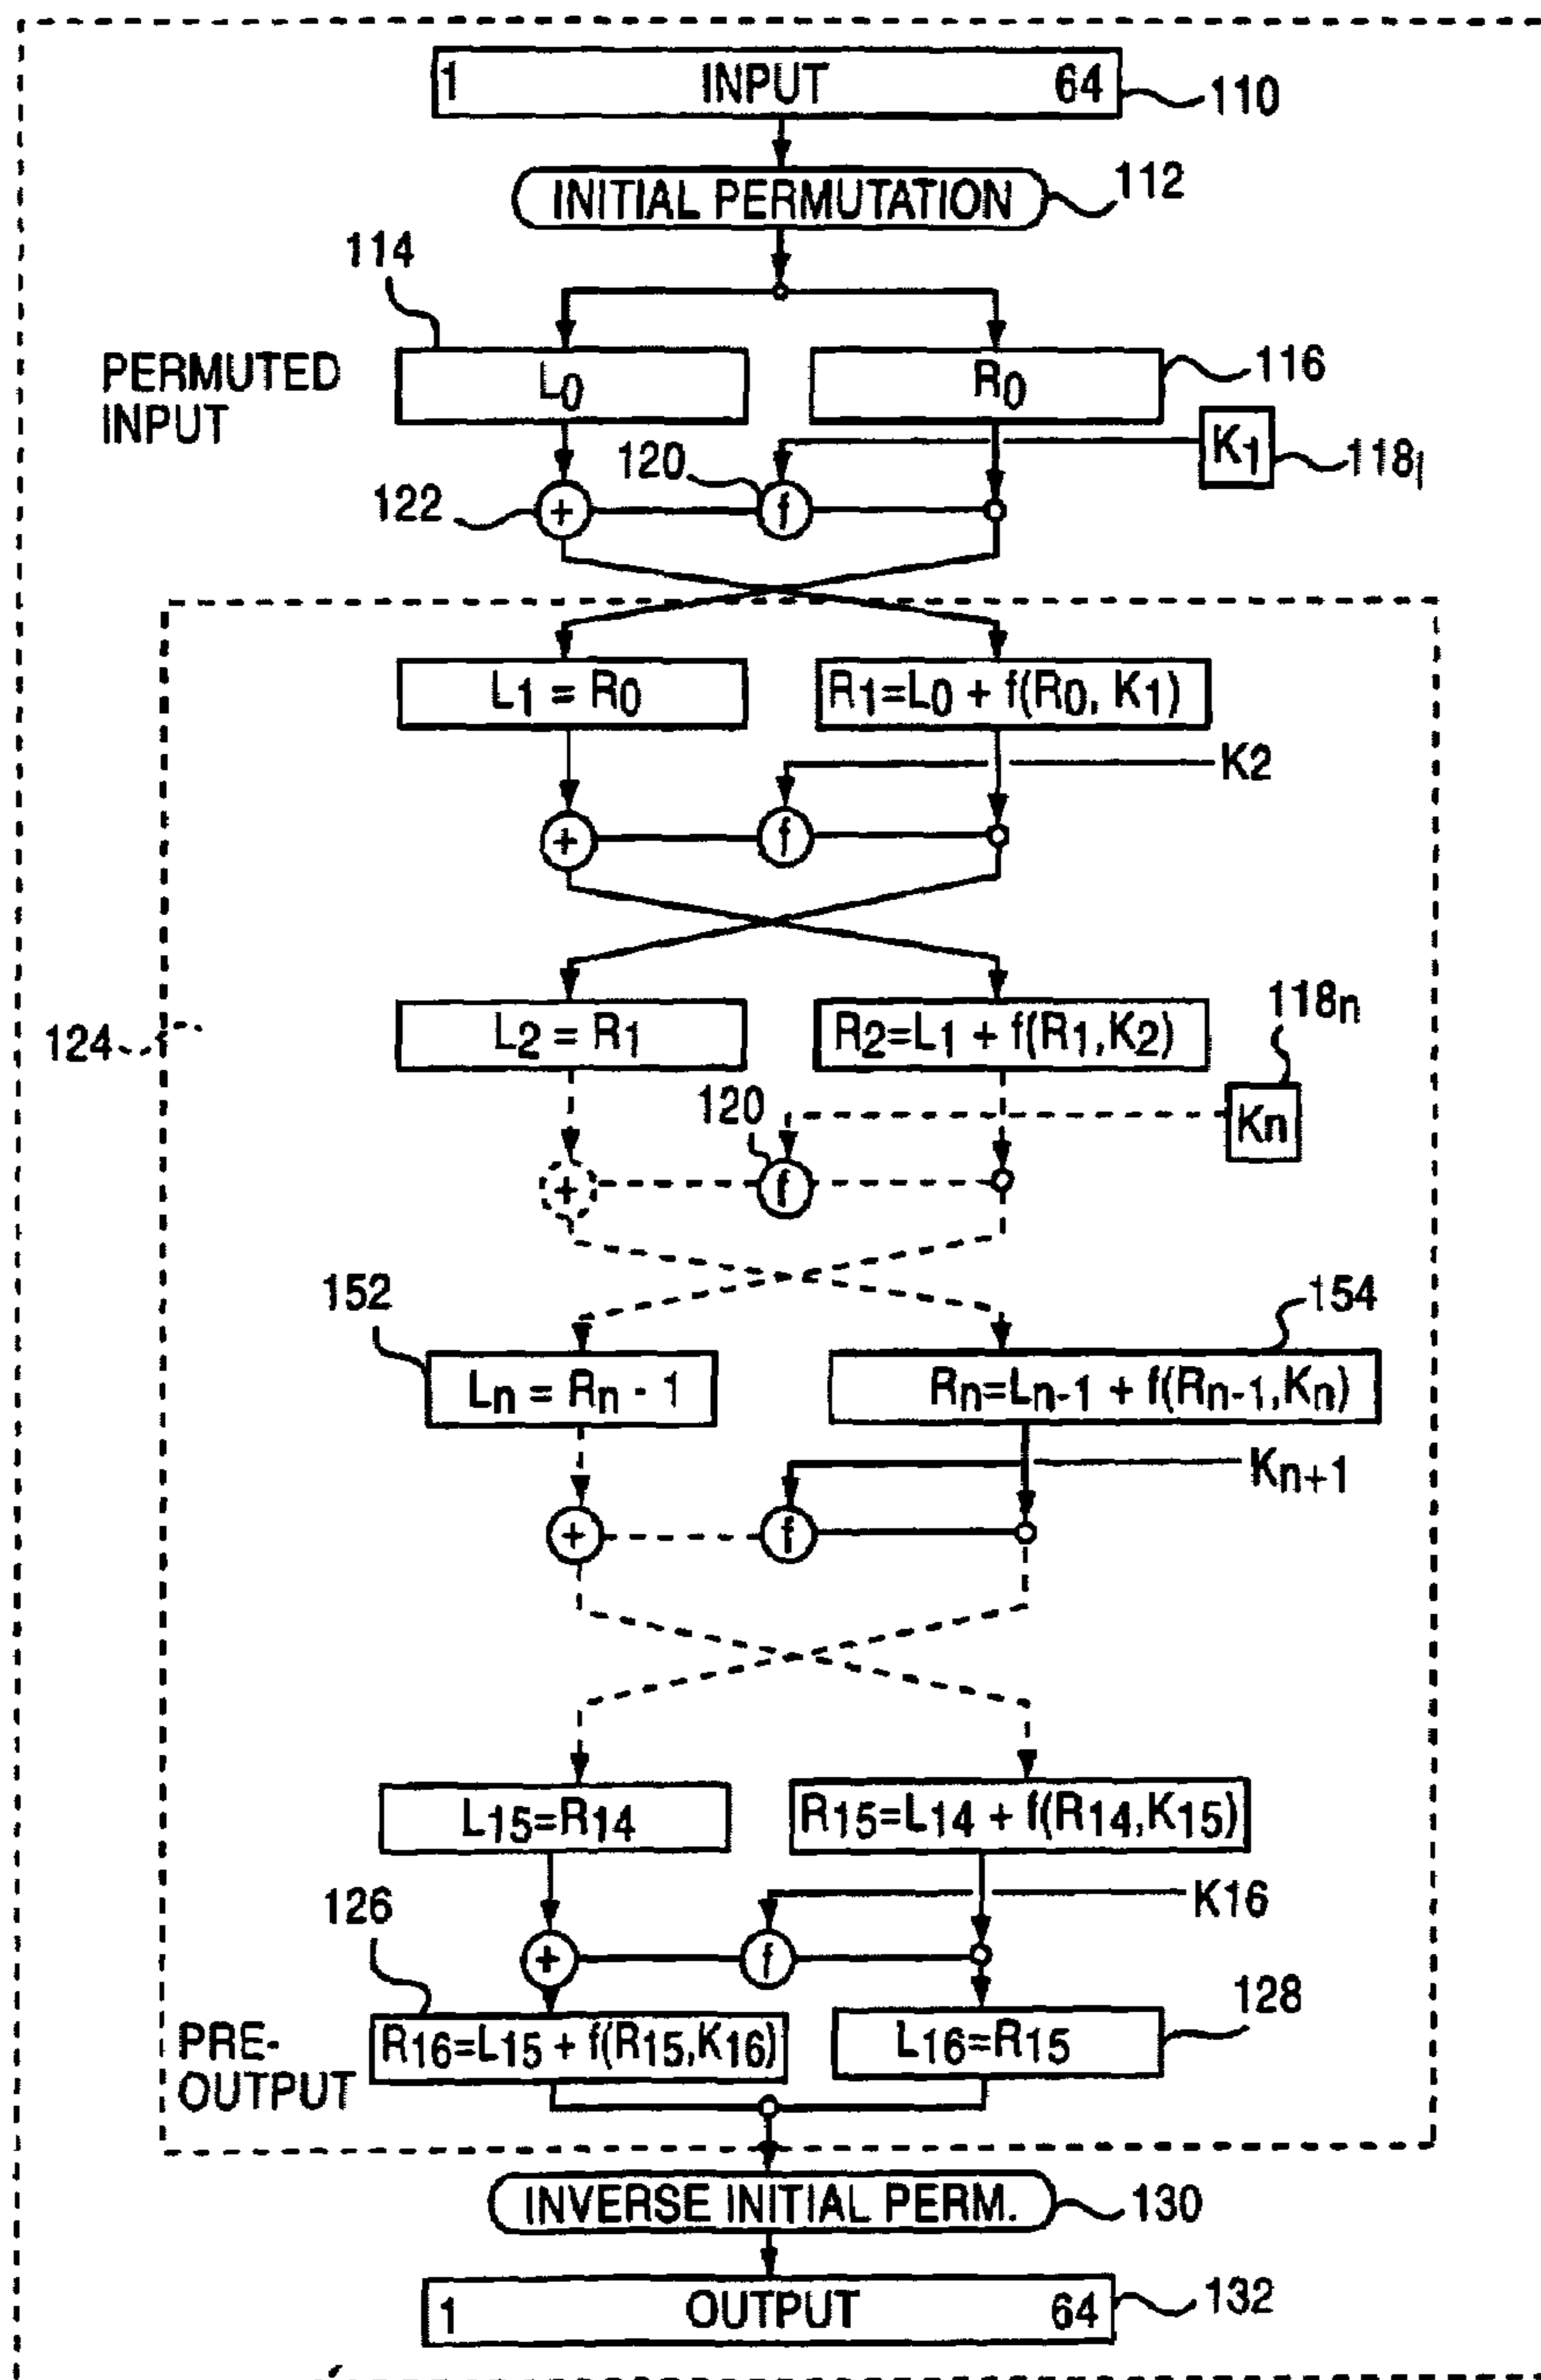 1 INPUT 64
110
INITIAL PERMUTATION
112
114
PERMUTED
INPUT
L0
R0
116
K1
1181
120
122
+
f
L1 = R0
R1=L0 + f(R0, K1)
K2
+
f
L2 = R1
R2=L1 + f(R1,K2)
118n
124
120
Kn
+
f
152
154
Ln = Rn - 1
Rn=Ln-1 + f(Rn-1,Kn)
Kn+1
+
f
L15=R14
R15=L14 + f(R14,K15)
126
K16
+
f
128
PRE-
OUTPUT
R16=L15 + f(R15,K16)
L16=R15
INVERSE INITIAL PERM.
130
1 OUTPUT 64
132